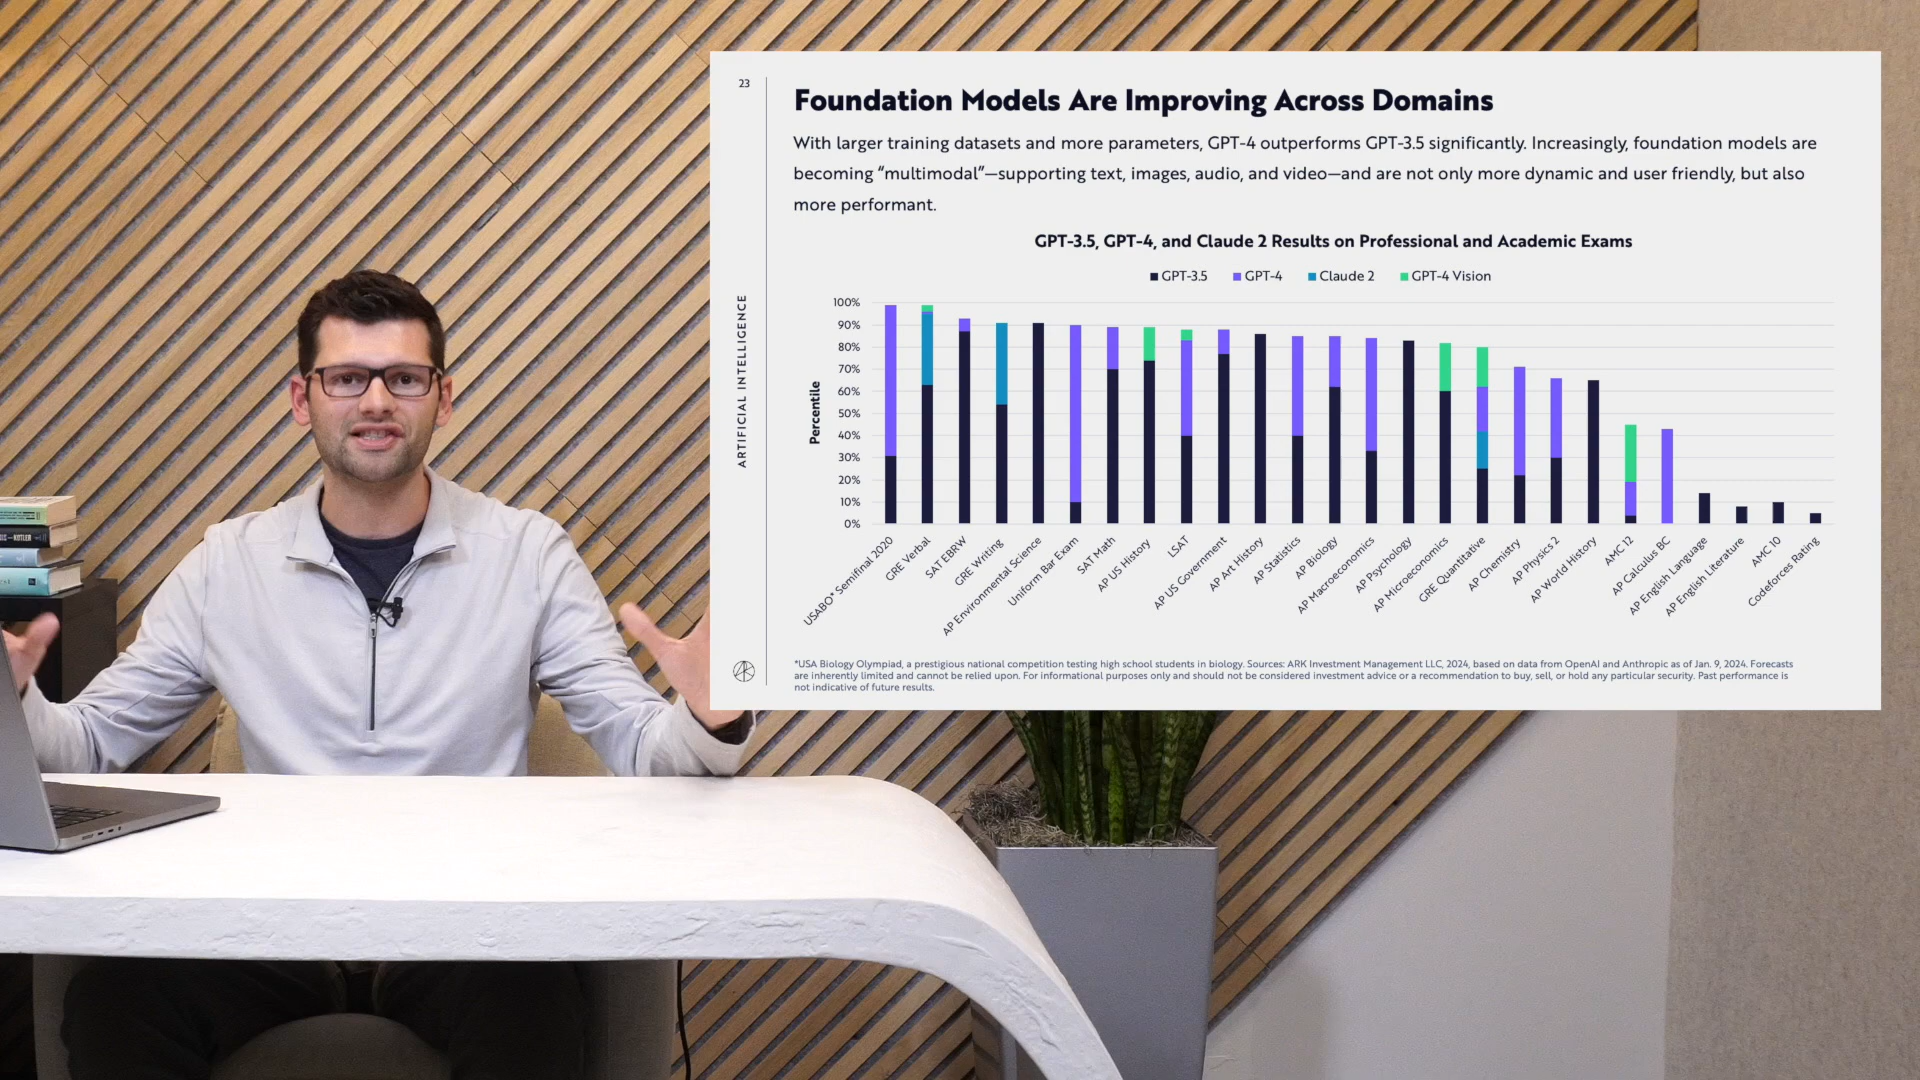 23
Foundation Models Are Improving Across Domains
With larger training datasets and more parameters, GPT-4 outperforms GPT-3.5 significantly. Increasingly, foundation models are
becoming “multimodal”—supporting text, images, audio, and video—and are not only more dynamic and user friendly, but also
more performant.
ARTIFICIAL INTELLIGENCE
GPT-3.5, GPT-4, and Claude 2 Results on Professional and Academic Exams
GPT-3.5 GPT-4 Claude 2 GPT-4 Vision
Percentile
100%
90%
80%
70%
60%
50%
40%
30%
20%
10%
0%
USABO* Semifinal 2020
GRE Verbal
SAT EBRW
GRE Writing
AP Environmental Science
Uniform Bar Exam
SAT Math
AP US History
LSAT
AP US Government
AP Art History
AP Statistics
AP Biology
AP Macroeconomics
AP Psychology
AP Microeconomics
GRE Quantitative
AP Chemistry
AP Physics 2
AP World History
AMC 12
AP Calculus BC
AP English Language
AP English Literature
AMC 10
Codeforces Rating
*USA Biology Olympiad, a prestigious national competition testing high school students in biology. Sources: ARK Investment Management LLC, 2024, based on data from OpenAI and Anthropic as of Jan. 9, 2024. Forecasts
are inherently limited and cannot be relied upon. For informational purposes only and should not be considered investment advice or a recommendation to buy, sell, or hold any particular security. Past performance is
not indicative of future results.
KOTLER